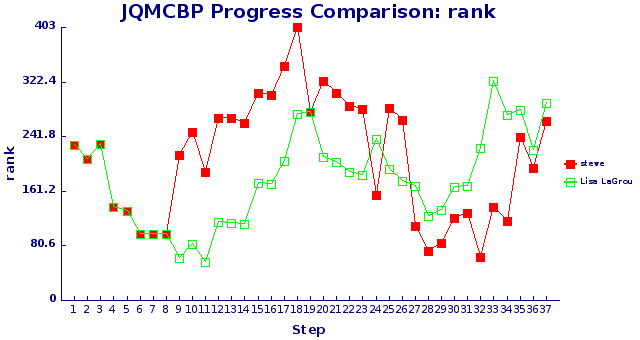 JQMCBP Progress Comparison: rank
403
322.4
241.8
161.2
80.6
0
rank
1 2 3 4 5 6 7 8 9 10 11 12 13 14 15 16 17 18 19 20 21 22 23 24 25 26 27 28 29 30 31 32 33 34 35 36 37
Step
steve
Lisa LaGrou